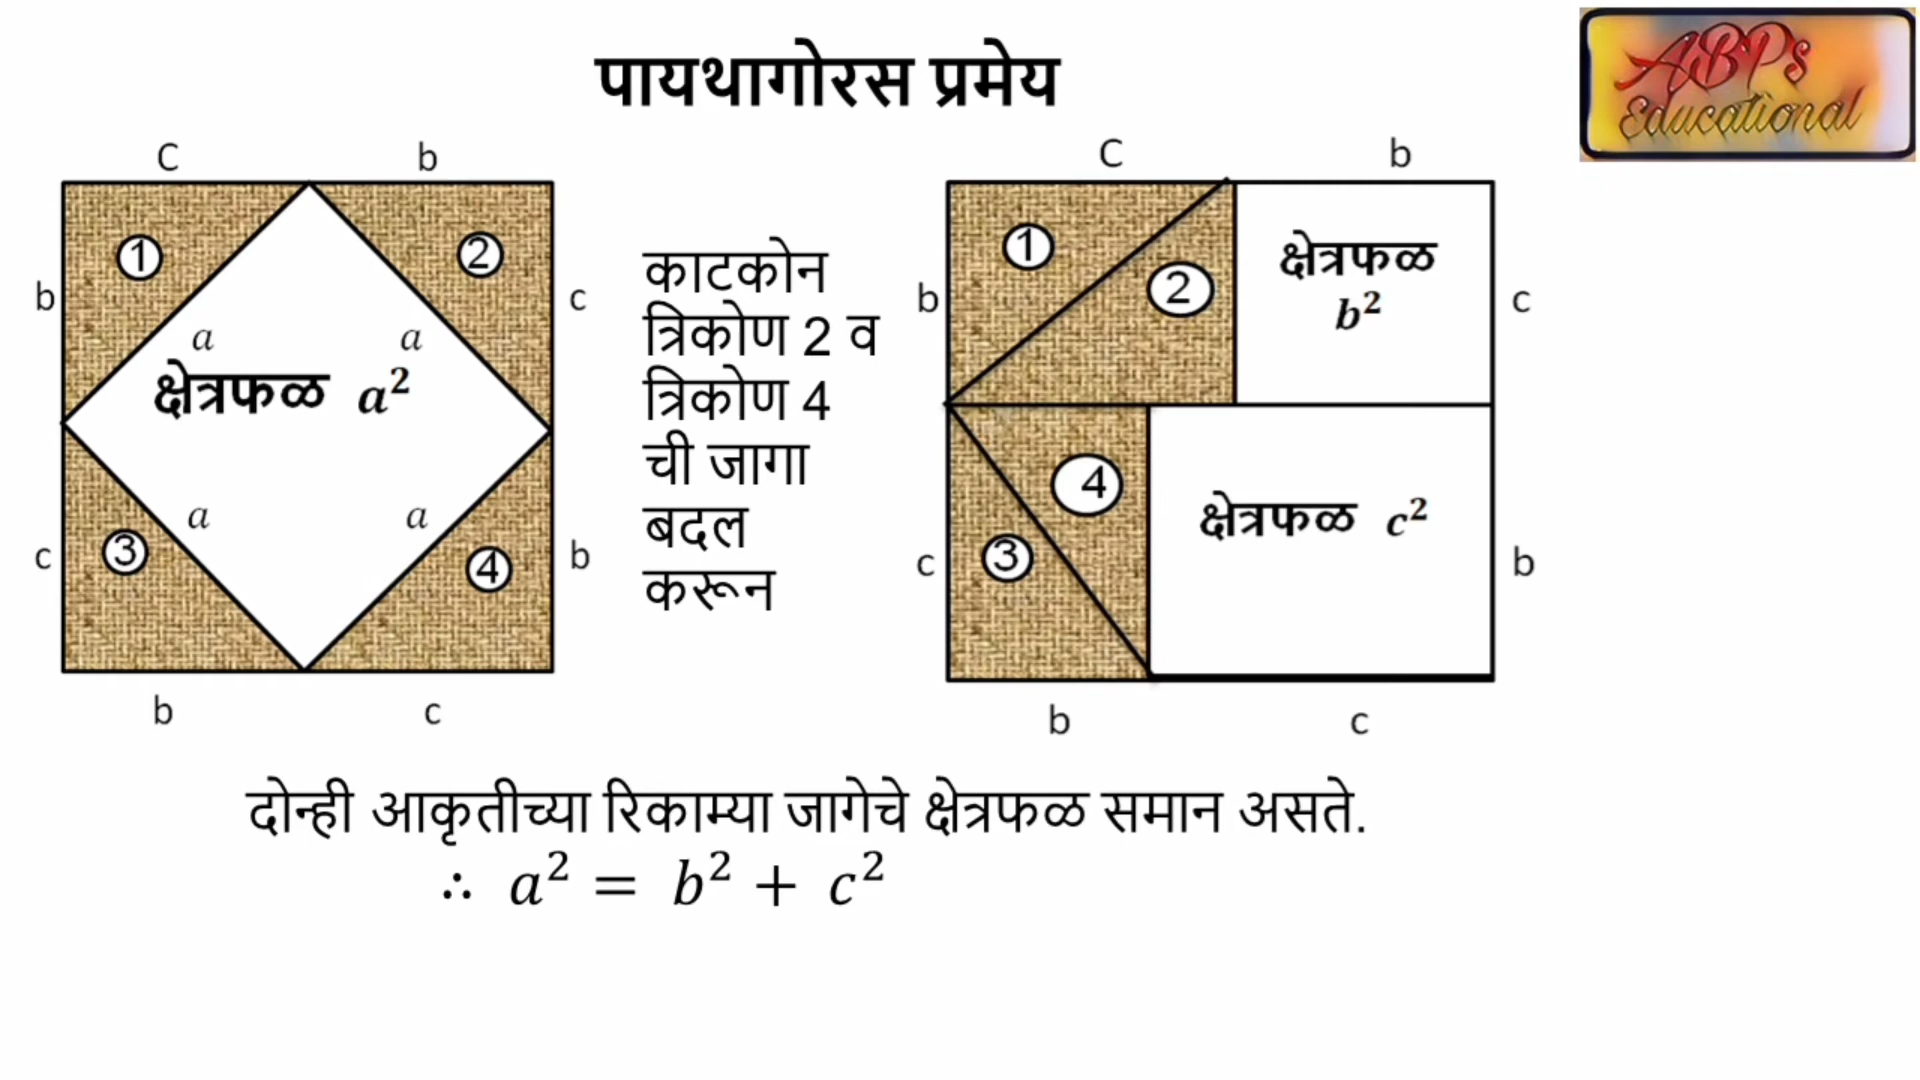 पायथागोरस प्रमेय
ABPs
Educational
C b
b c
1 2
a a
क्षेत्रफळ a²
a a
3 4
c b
b c
काटकोन
त्रिकोण 2 व
त्रिकोण 4
ची जागा
बदल
करून
C b
1
2
क्षेत्रफळ
b²
b c
4
3
क्षेत्रफळ c²
c b
b c
दोन्ही आकृतीच्या रिकाम्या जागेचे क्षेत्रफळ समान असते.
∴ a² = b² + c²